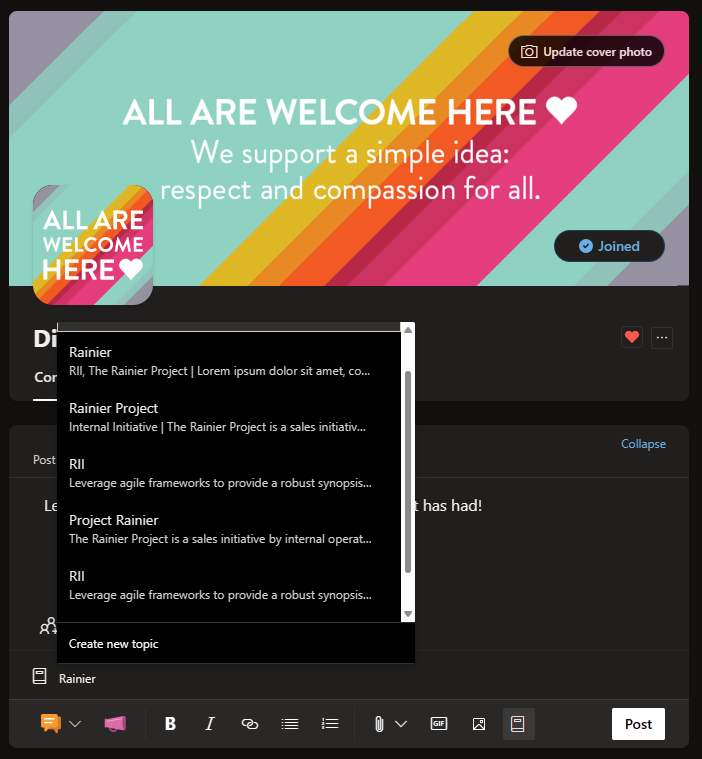 Update cover photo
ALL ARE WELCOME HERE
We support a simple idea:
respect and compassion for all.
ALL ARE
WELCOME
HERE
Joined
Di
Con
Rainier
RII, The Rainier Project | Lorem ipsum dolor sit amet, co...
Rainier Project
Internal Initiative | The Rainier Project is a sales initiativ...
RII
Leverage agile frameworks to provide a robust synopsis...
Project Rainier
The Rainier Project is a sales initiative by internal operat...
RII
Leverage agile frameworks to provide a robust synopsis...
Create new topic
Collapse
Post
Le
t has had!
Rainier
B I GIF Post